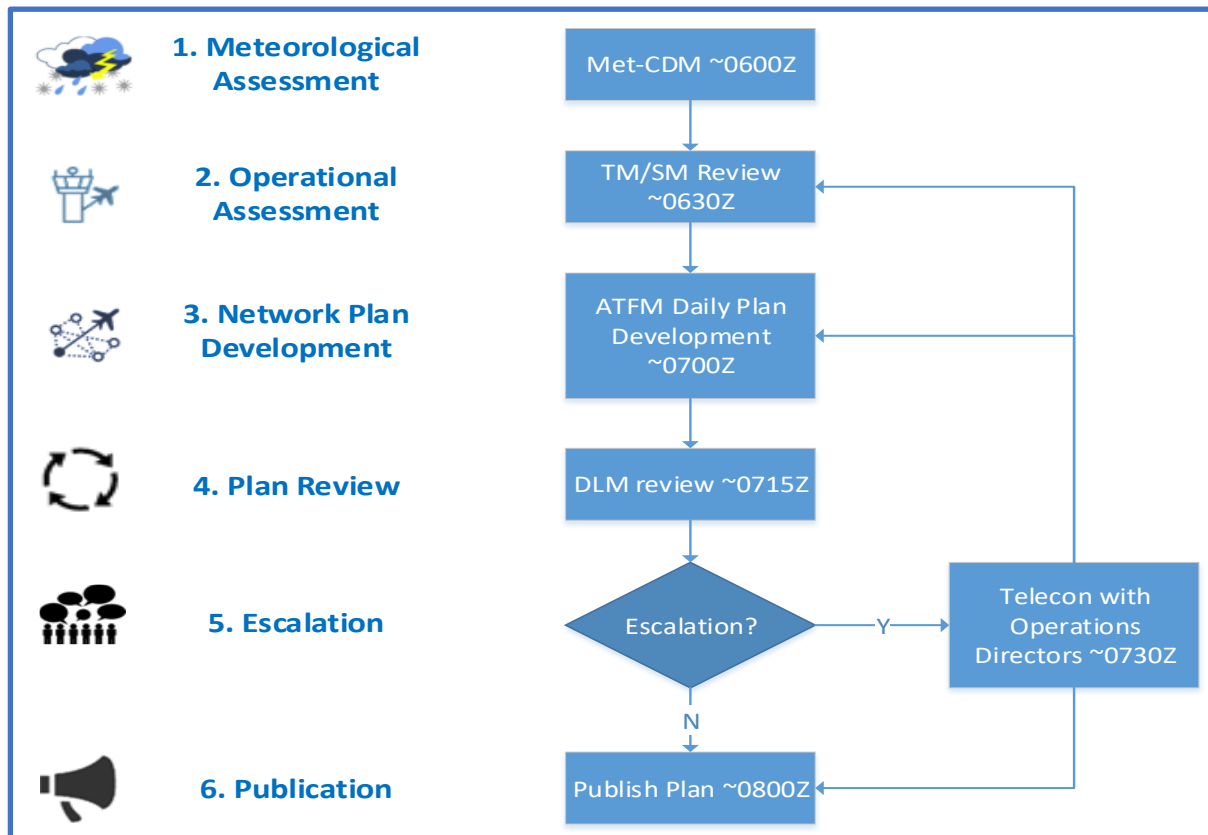 1. Meteorological
Assessment
Met-CDM ~0600Z
2. Operational
Assessment
TM/SM Review
~0630Z
3. Network Plan
Development
ATFM Daily Plan
Development
~0700Z
4. Plan Review
DLM review ~0715Z
5. Escalation
Escalation?
Y
Telecon with
Operations
Directors ~0730Z
N
6. Publication
Publish Plan ~0800Z